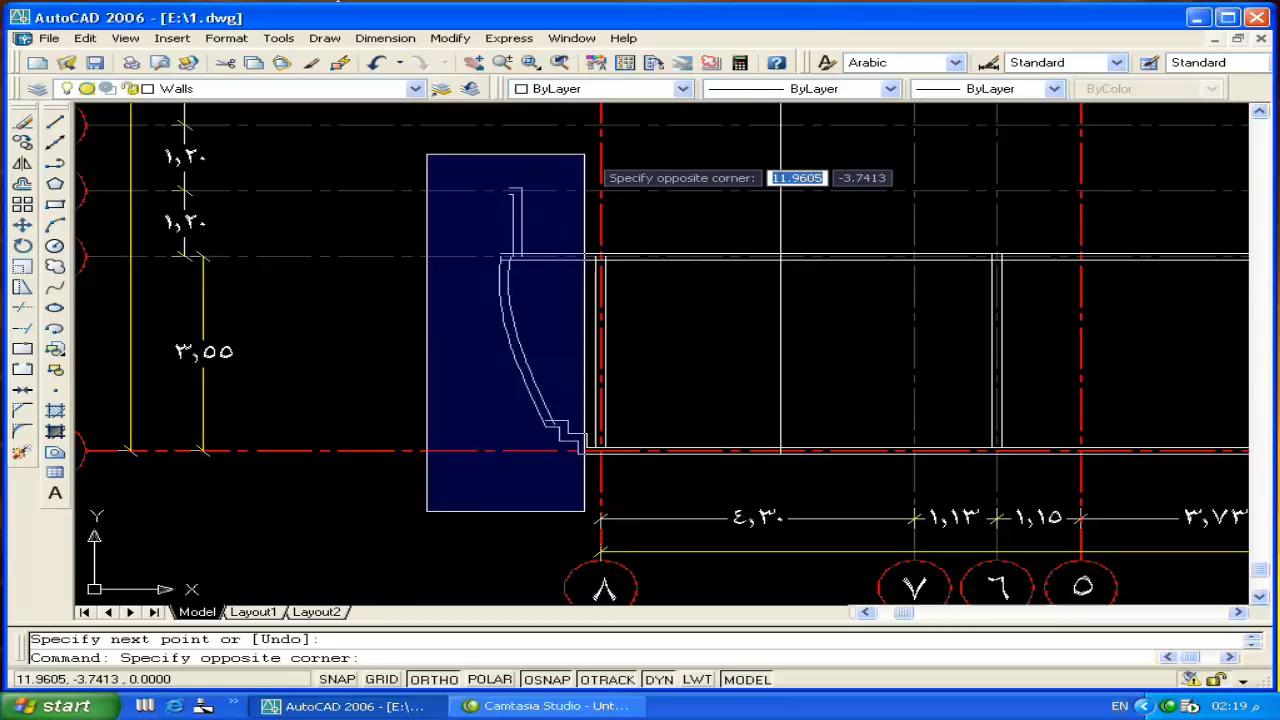 AutoCAD 2006 - [E:\1.dwg]
File Edit View Insert Format Tools Draw Dimension Modify Express Window Help
Arabic Standard Standard
Walls ByLayer ByLayer ByLayer ByColor
١,٢٠
Specify opposite corner: 11.9605 -3.7413
١,٢٠
٣,٥٥
٤,٣٠ ١,١٣ ١,١٥ ٣,٧٣
Y
X
٨ ٧ ٦ ٥
Model Layout1 Layout2
Specify next point or [Undo]:
Command: Specify opposite corner:
11.9605, -3.7413, 0.0000 SNAP GRID ORTHO POLAR OSNAP OTRACK DYN LWT MODEL
start AutoCAD 2006 - [E:\... Camtasia Studio - Unt... EN 02:19 م